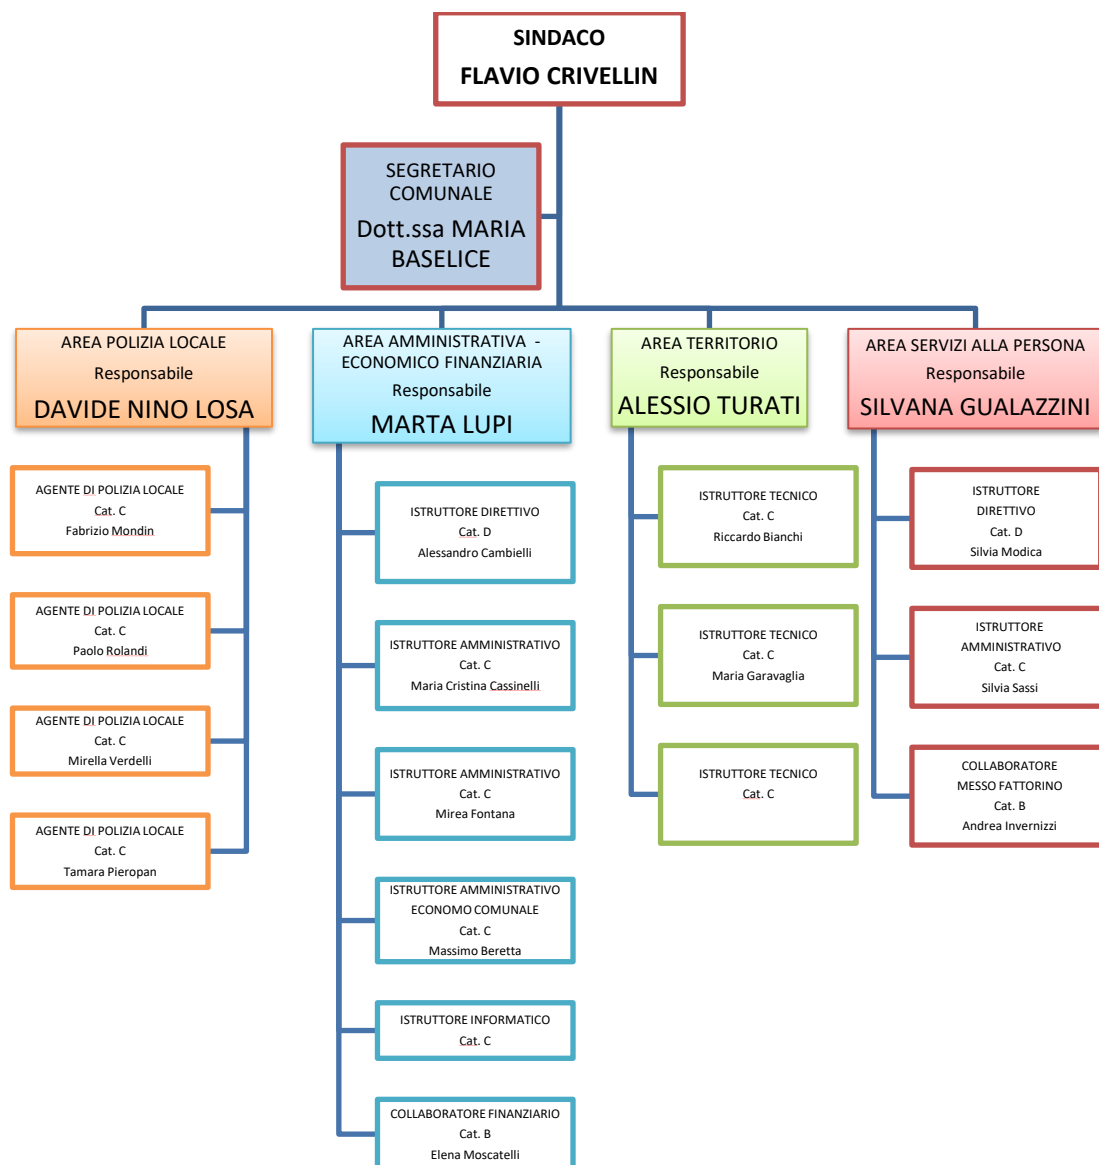 SINDACO
FLAVIO CRIVELLIN
SEGRETARIO
COMUNALE
Dott.ssa MARIA
BASELICE
AREA POLIZIA LOCALE
Responsabile
DAVIDE NINO LOSA
AGENTE DI POLIZIA LOCALE
Cat. C
Fabrizio Mondin
AGENTE DI POLIZIA LOCALE
Cat. C
Paolo Rolandi
AGENTE DI POLIZIA LOCALE
Cat. C
Mirella Verdelli
AGENTE DI POLIZIA LOCALE
Cat. C
Tamara Pieropan
AREA AMMINISTRATIVA -
ECONOMICO FINANZIARIA
Responsabile
MARTA LUPI
ISTRUTTORE DIRETTIVO
Cat. D
Alessandro Cambielli
ISTRUTTORE AMMINISTRATIVO
Cat. C
Maria Cristina Cassinelli
ISTRUTTORE AMMINISTRATIVO
Cat. C
Mirea Fontana
ISTRUTTORE AMMINISTRATIVO
ECONOMO COMUNALE
Cat. C
Massimo Beretta
ISTRUTTORE INFORMATICO
Cat. C
COLLABORATORE FINANZIARIO
Cat. B
Elena Moscatelli
AREA TERRITORIO
Responsabile
ALESSIO TURATI
ISTRUTTORE TECNICO
Cat. C
Riccardo Bianchi
ISTRUTTORE TECNICO
Cat. C
Maria Garavaglia
ISTRUTTORE TECNICO
Cat. C
AREA SERVIZI ALLA PERSONA
Responsabile
SILVANA GUALAZZINI
ISTRUTTORE
DIRETTIVO
Cat. D
Silvia Modica
ISTRUTTORE
AMMINISTRATIVO
Cat. C
Silvia Sassi
COLLABORATORE
MESSO FATTORINO
Cat. B
Andrea Invernizzi